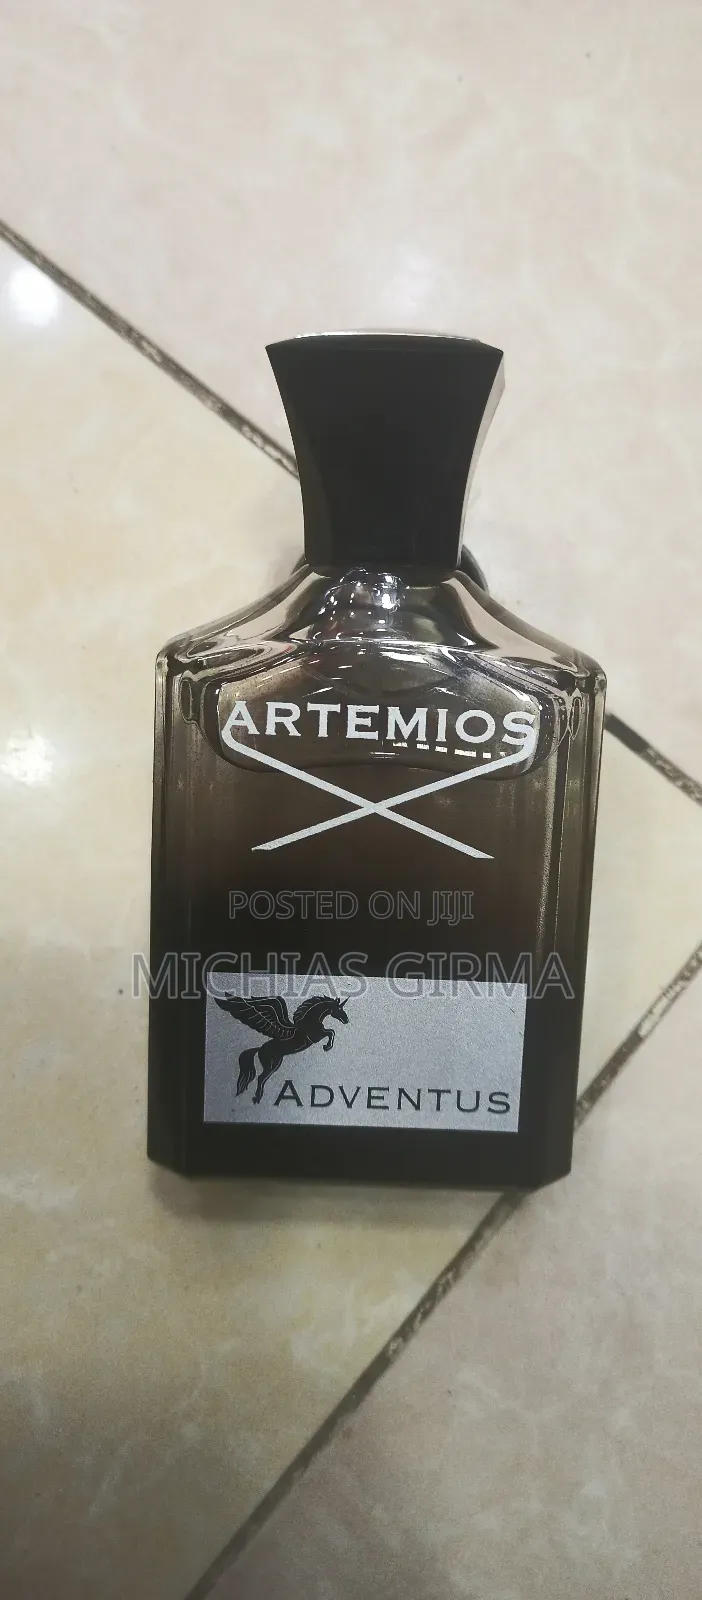 ARTEMIOS
POSTED ON JIJI
MICHIAS GIRMA
ADVENTUS